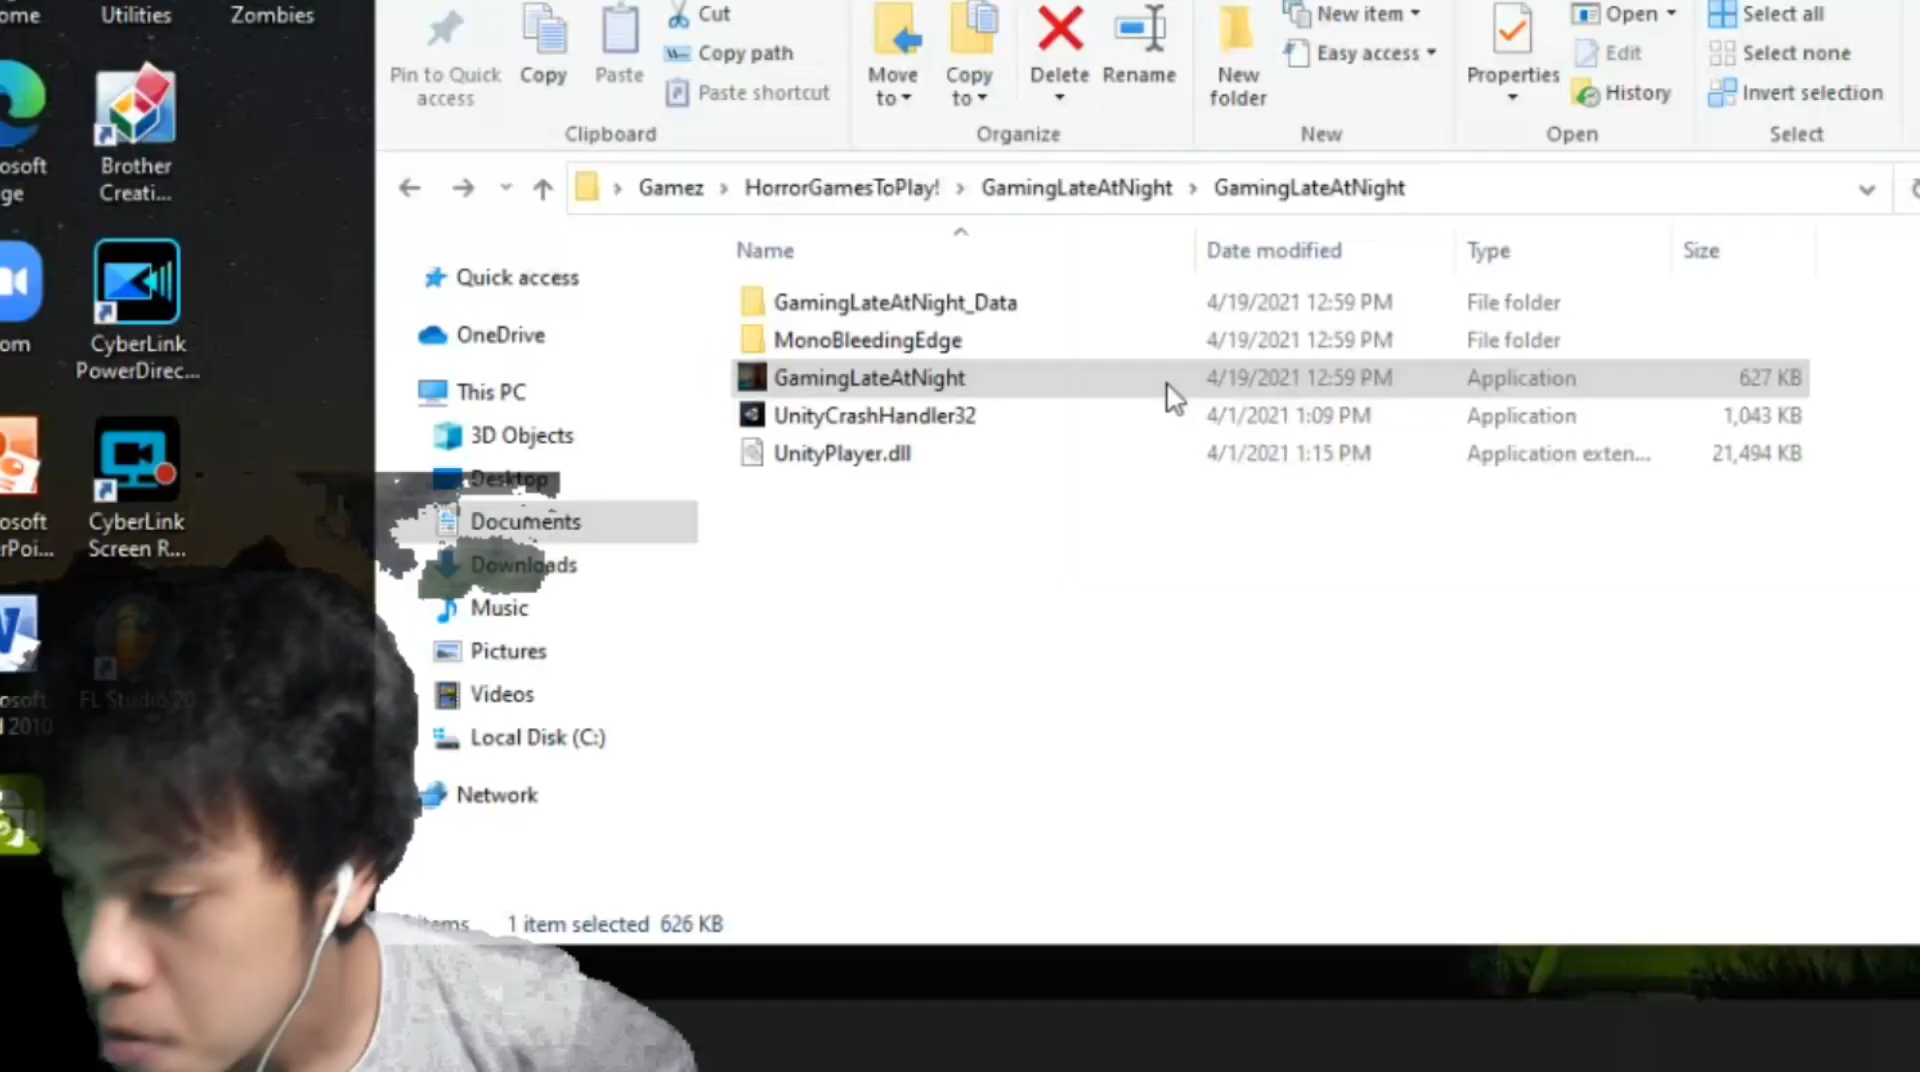 ome
Utilities
Zombies
osoft
ge
Brother
Creati...
om
CyberLink
PowerDirec...
osoft
rPoi...
CyberLink
Screen R...
osoft
l 2010
FL Studio 20
Pin to Quick
access
Copy
Paste
Cut
Copy path
Paste shortcut
Clipboard
Move
to
Copy
to
Delete
Rename
Organize
New
folder
New item
Easy access
New
Properties
Open
Edit
History
Open
Select all
Select none
Invert selection
Select
Gamez › HorrorGamesToPlay! › GamingLateAtNight › GamingLateAtNight
Quick access
OneDrive
This PC
3D Objects
Desktop
Documents
Downloads
Music
Pictures
Videos
Local Disk (C:)
Network
Name Date modified Type Size
GamingLateAtNight_Data 4/19/2021 12:59 PM File folder
MonoBleedingEdge 4/19/2021 12:59 PM File folder
GamingLateAtNight 4/19/2021 12:59 PM Application 627 KB
UnityCrashHandler32 4/1/2021 1:09 PM Application 1,043 KB
UnityPlayer.dll 4/1/2021 1:15 PM Application exten... 21,494 KB
items 1 item selected 626 KB